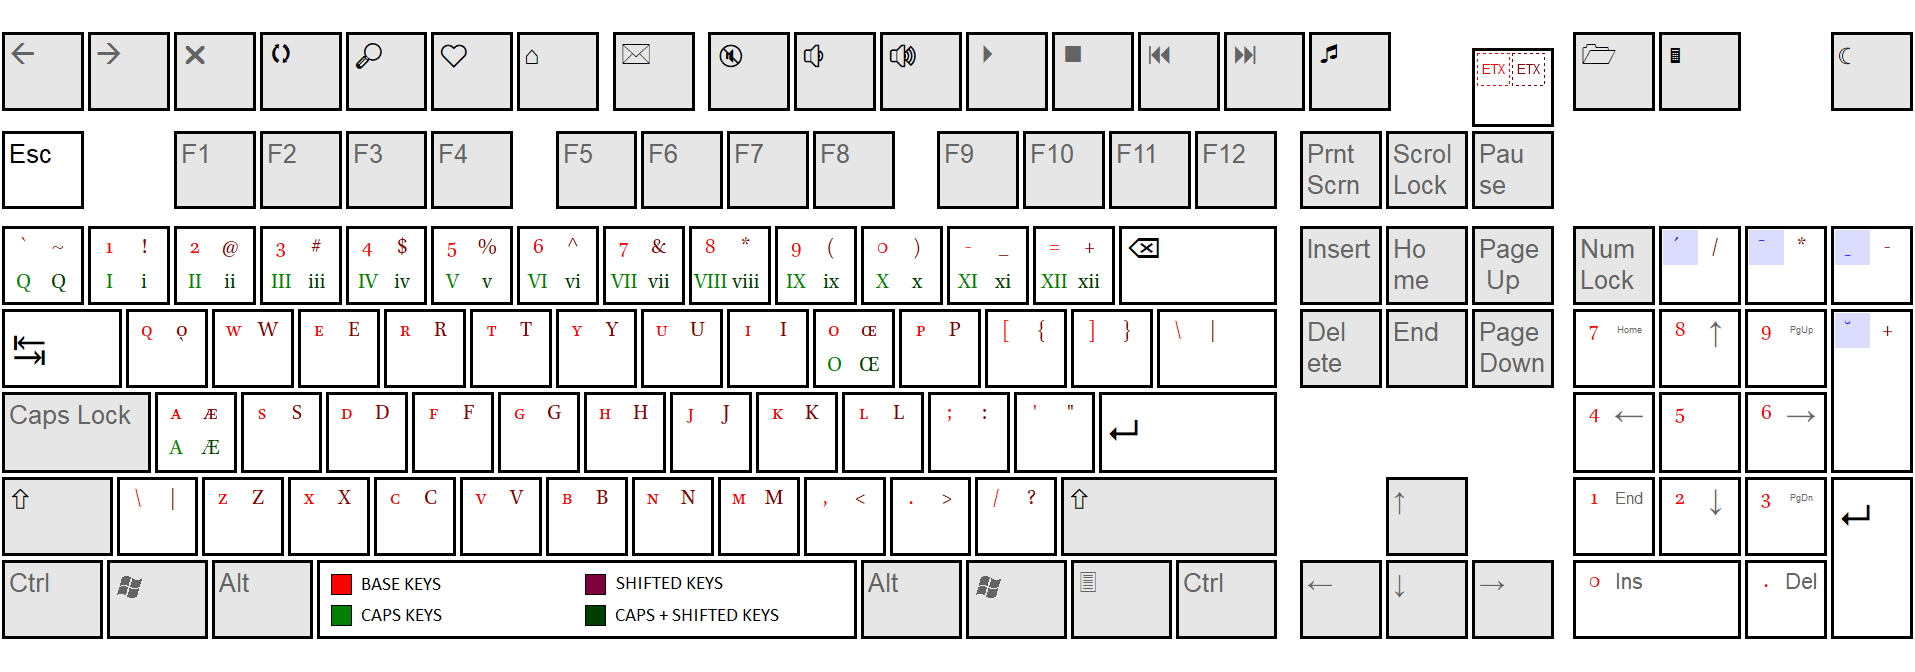 ← → ETX ETX
Esc F1 F2 F3 F4 F5 F6 F7 F8 F9 F10 F11 F12 Prnt Scrol Pau
Scrn Lock se
` ~ 1 ! 2 @ 3 # 4 $ 5 % 6 ^ 7 & 8 * 9 ( 0 ) - _ = + Insert Ho Page Num ´ / ¯ * _ -
Q Q I i II ii III iii IV iv V v VI vi VII vii VIII viii IX ix X x XI xi XII xii me Up Lock
Q Q̣ W W E E R R T T Y Y U U I I O Œ P P [ { ] } \ | Del End Page 7 Home 8 ↑ 9 PgUp ˘ +
O Œ ete Down
Caps Lock A Æ S S D D F F G G H H J J K K L L ; : ' " 4 ← 5 6 →
A Æ
\ | Z Z X X C C V V B B N N M M , < . > / ? ↑ 1 End 2 ↓ 3 PgDn
Ctrl Alt BASE KEYS SHIFTED KEYS Alt Ctrl ← ↓ → 0 Ins . Del
CAPS KEYS CAPS + SHIFTED KEYS